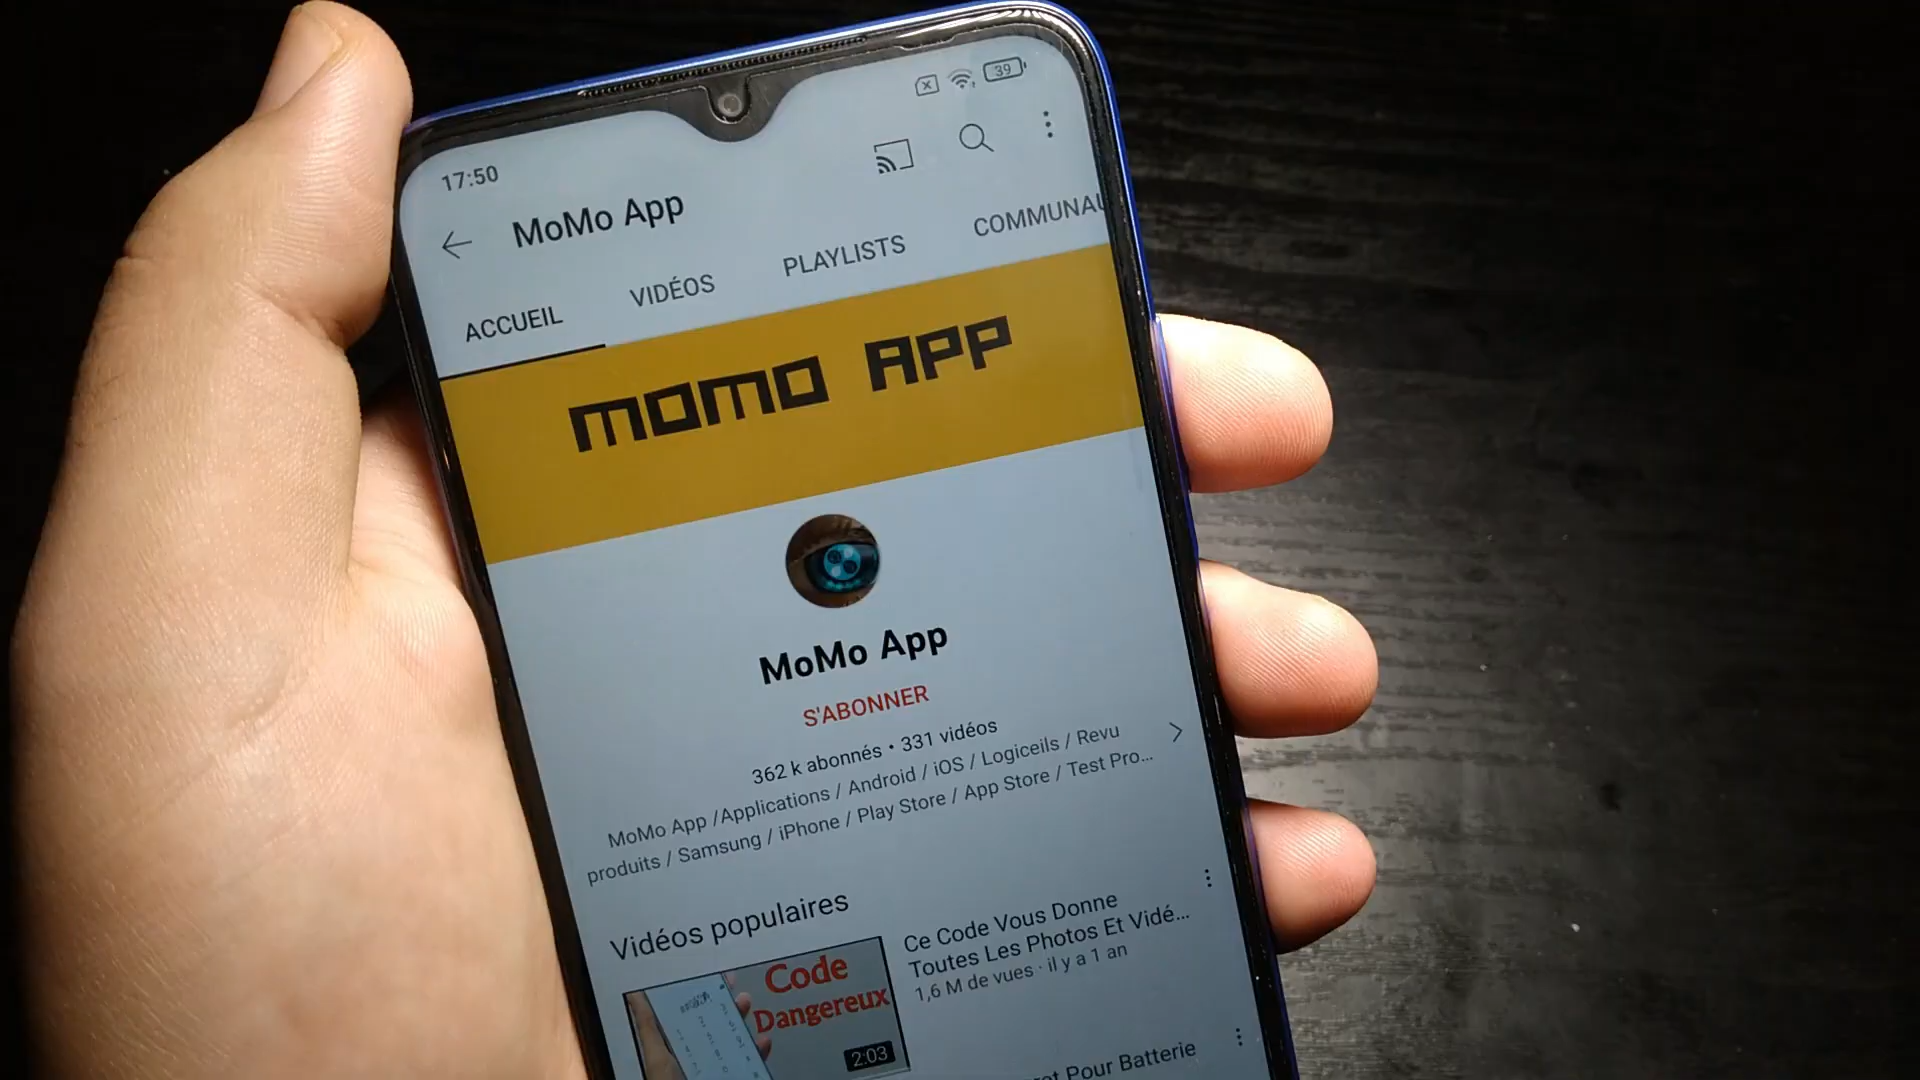 39
17:50
MoMo App
ACCUEIL VIDÉOS PLAYLISTS COMMUNAU
MOMO APP
MoMo App
S'ABONNER
362 k abonnés • 331 vidéos
MoMo App /Applications / Android / iOS / Logiceils / Revu
produits / Samsung / iPhone / Play Store / App Store / Test Pro...
Vidéos populaires
Code
Dangereux
2:03
Ce Code Vous Donne
Toutes Les Photos Et Vidé...
1,6 M de vues · il y a 1 an
Pour Batterie